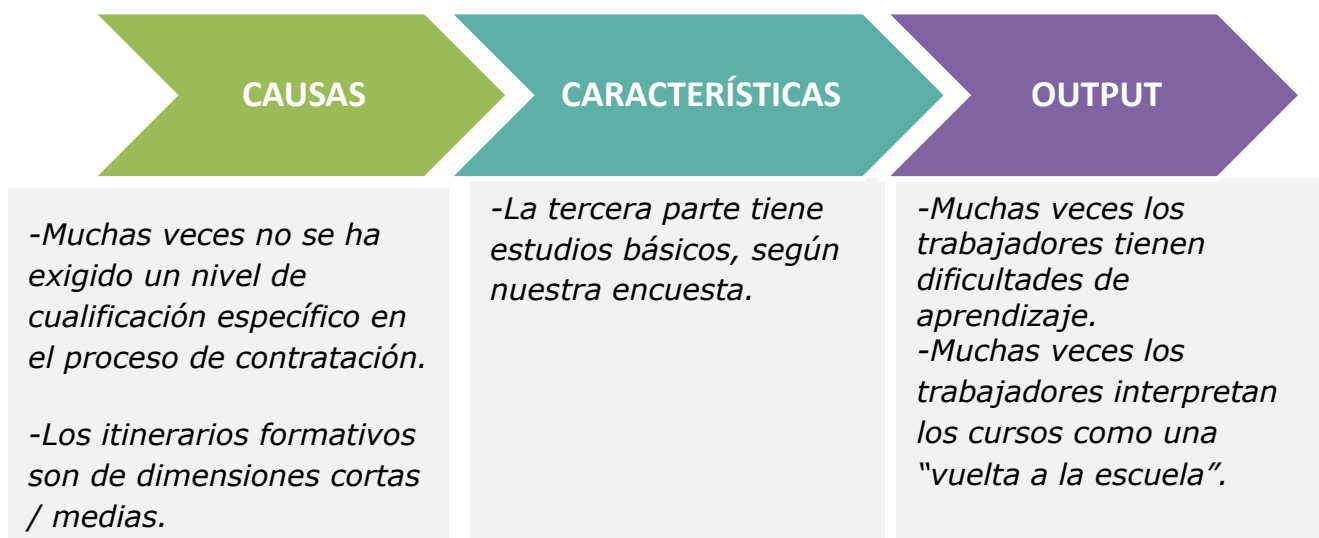 CAUSAS
CARACTERÍSTICAS
OUTPUT
-Muchas veces no se ha
exigido un nivel de
cualificación específico en
el proceso de contratación.
-Los itinerarios formativos
son de dimensiones cortas
/ medias.
-La tercera parte tiene
estudios básicos, según
nuestra encuesta.
-Muchas veces los
trabajadores tienen
dificultades de
aprendizaje.
-Muchas veces los
trabajadores interpretan
los cursos como una
“vuelta a la escuela”.